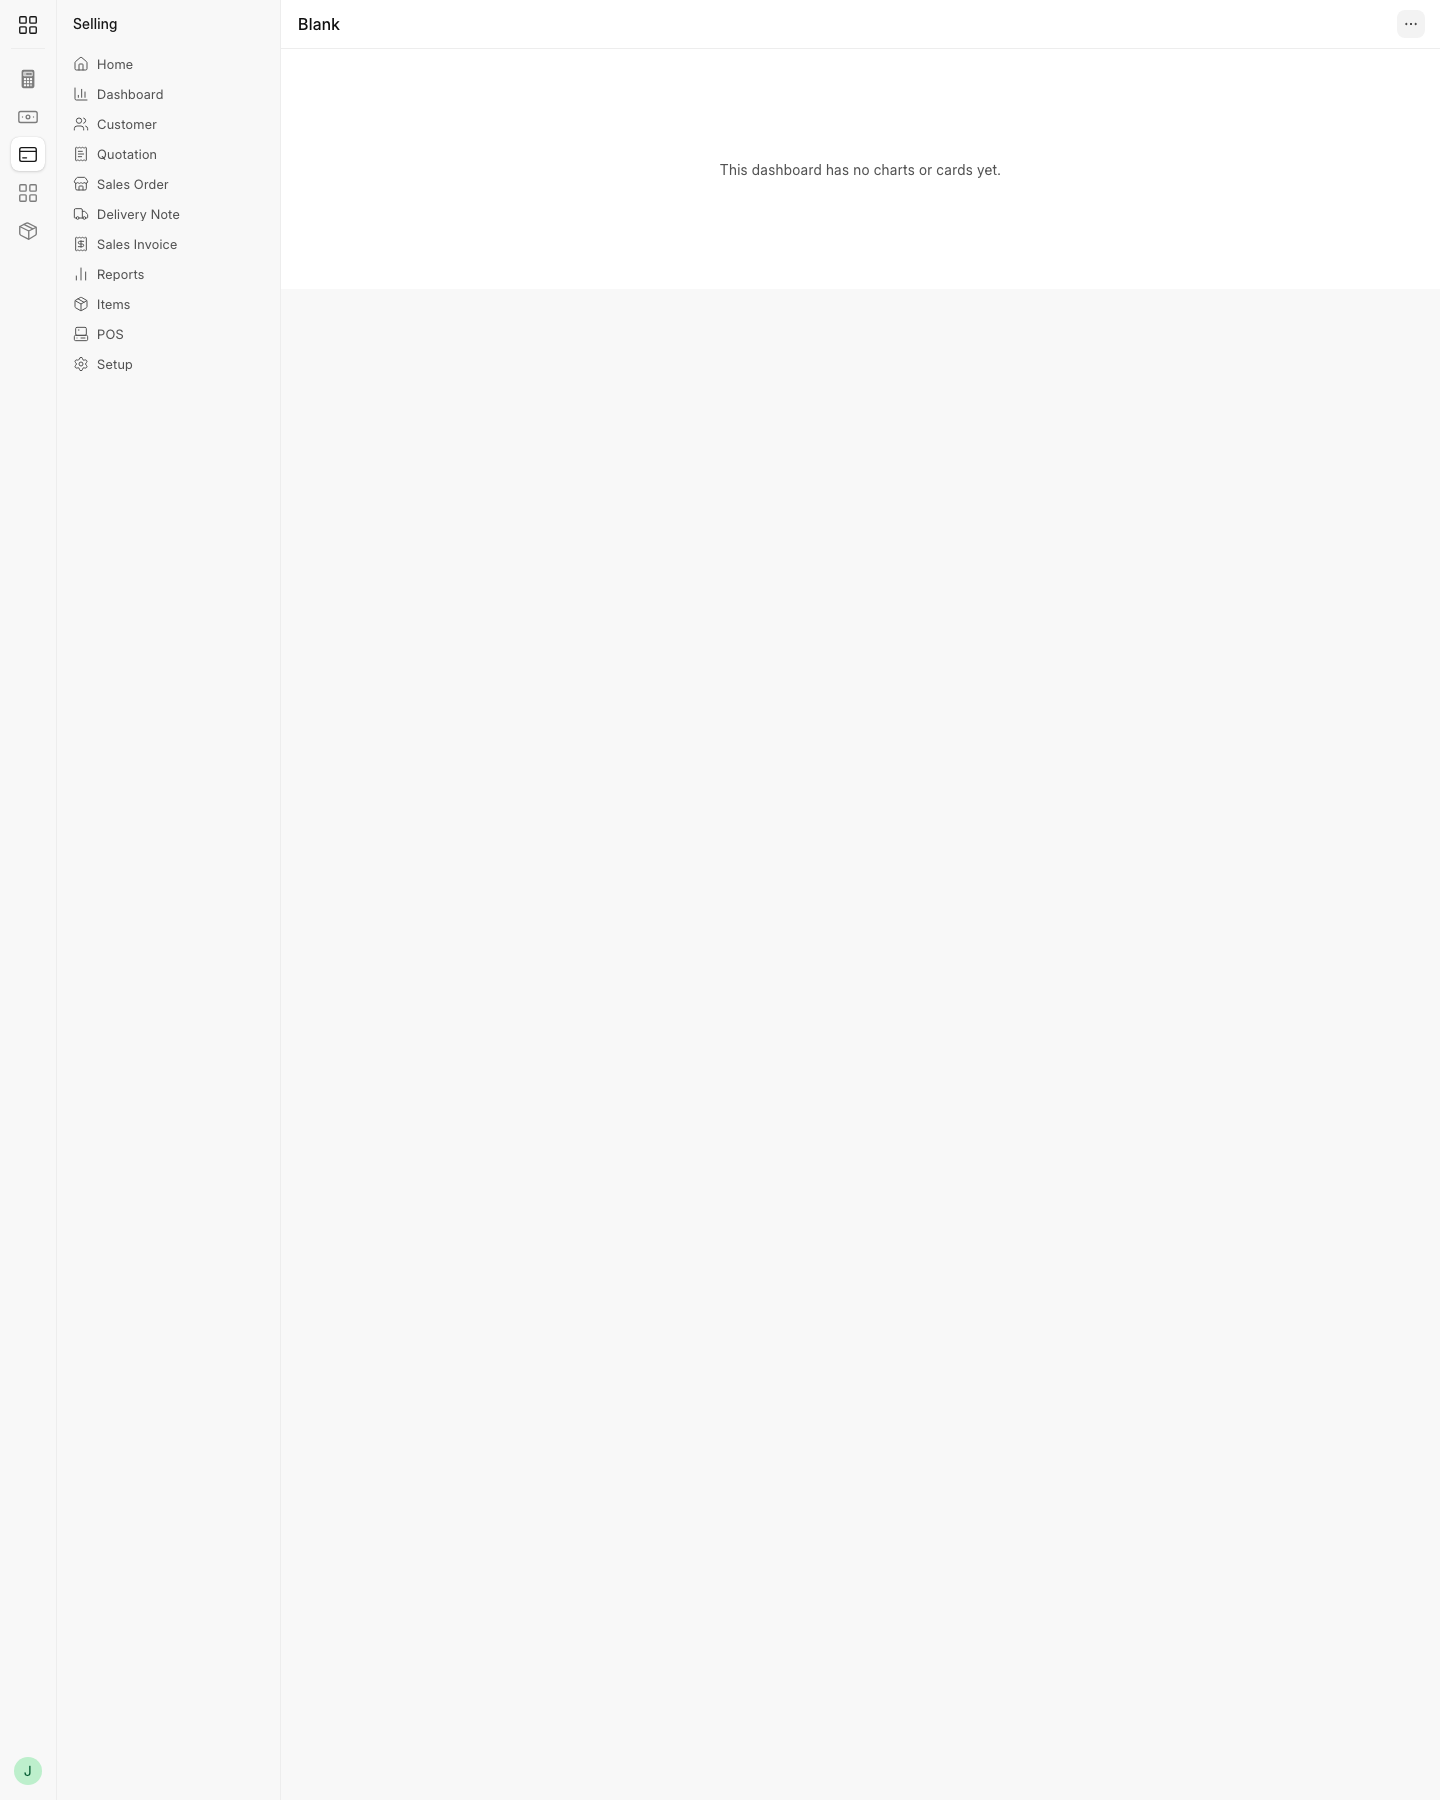 Selling
Home
Dashboard
Customer
Quotation
Sales Order
Delivery Note
Sales Invoice
Reports
Items
POS
Setup
J
Blank
This dashboard has no charts or cards yet.